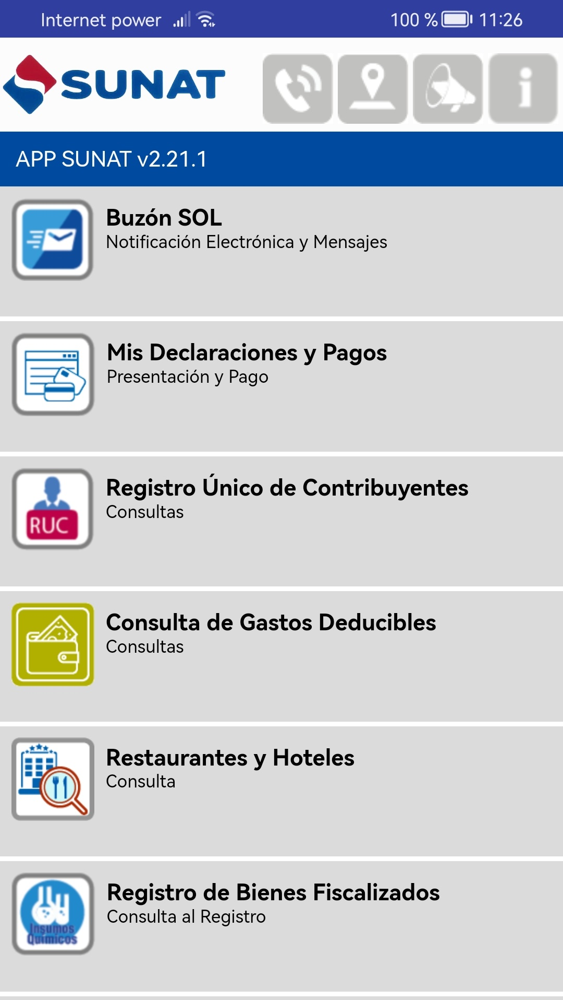 Internet power 100 % 11:26
SUNAT
APP SUNAT v2.21.1
Buzón SOL
Notificación Electrónica y Mensajes
Mis Declaraciones y Pagos
Presentación y Pago
Registro Único de Contribuyentes
Consultas
RUC
Consulta de Gastos Deducibles
Consultas
Restaurantes y Hoteles
Consulta
Registro de Bienes Fiscalizados
Consulta al Registro
Insumos
Químicos